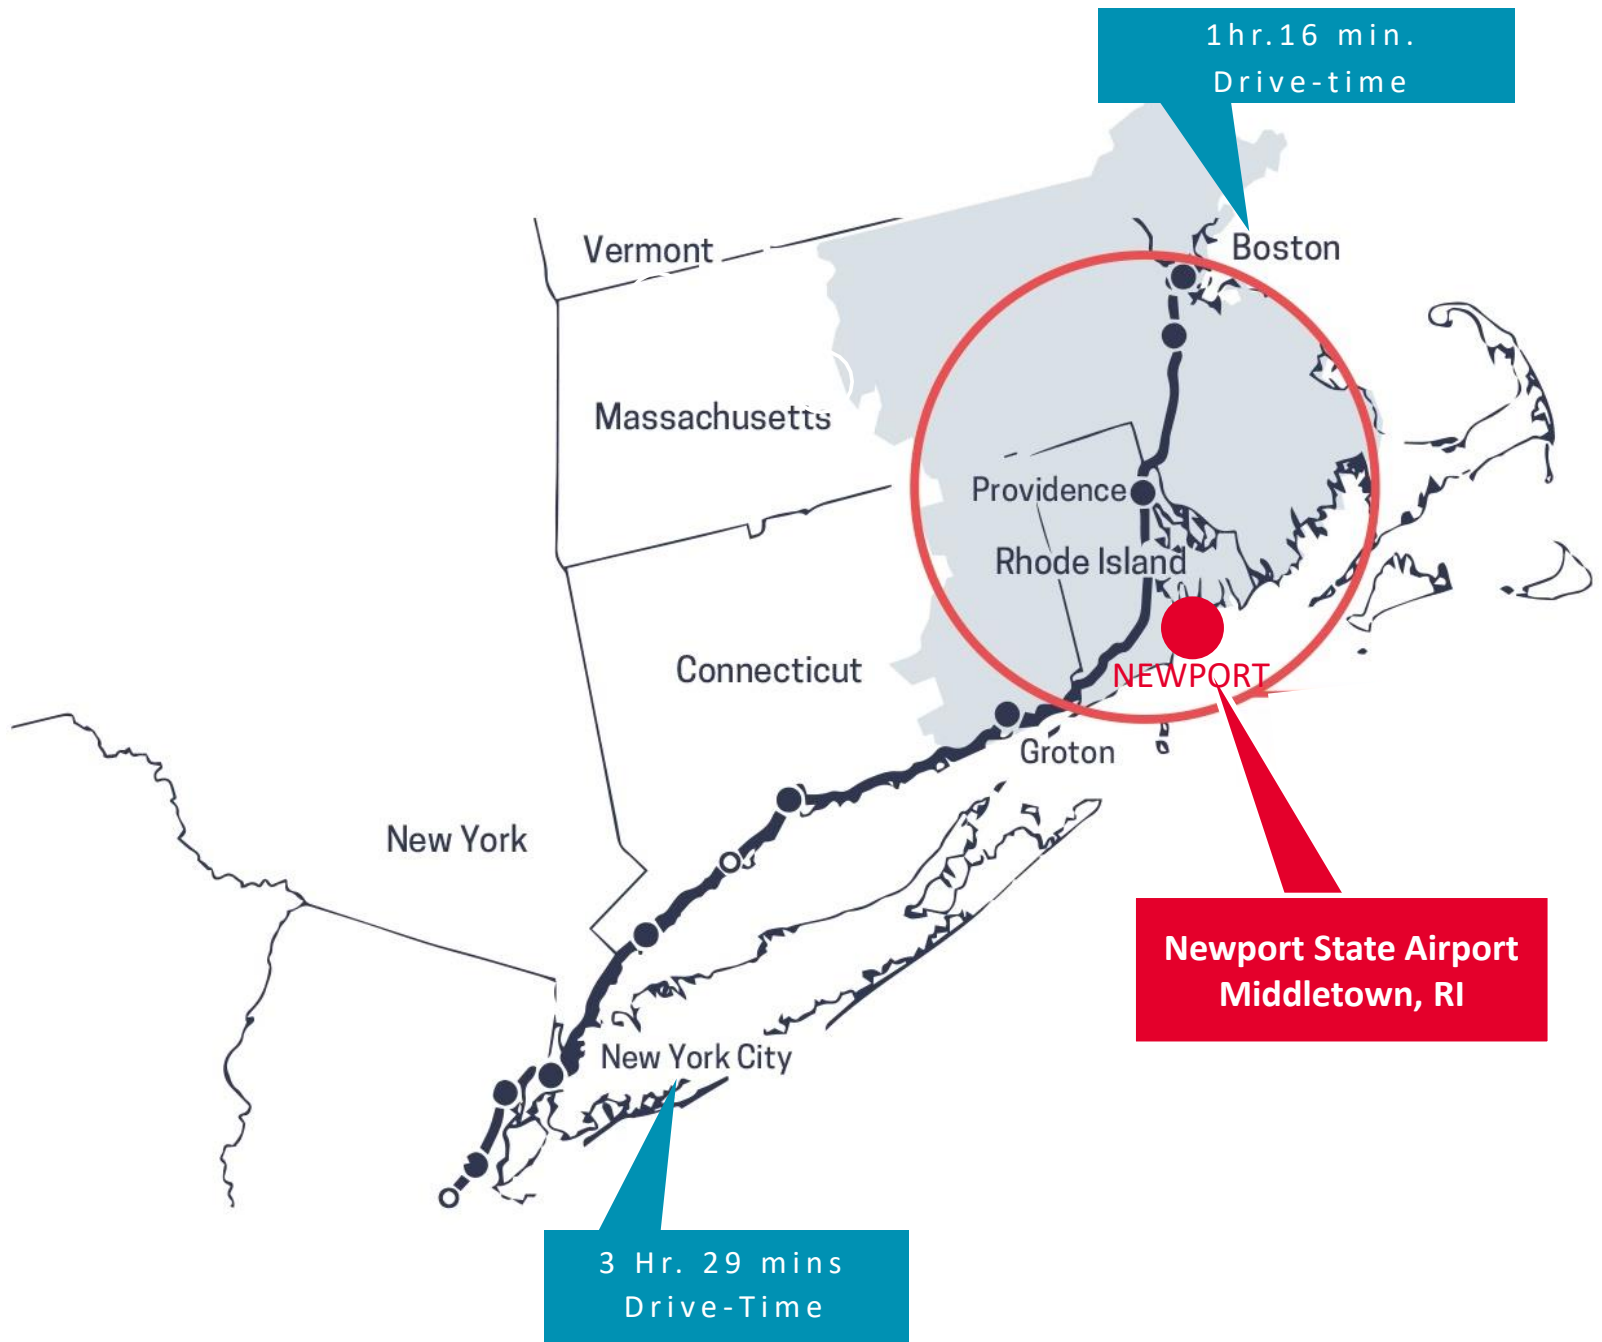 1hr.16 min.
Drive-time
Vermont
Boston
Massachusetts
Providence
Rhode Island
Connecticut
NEWPORT
Groton
New York
Newport State Airport
Middletown, RI
New York City
3 Hr. 29 mins
Drive-Time